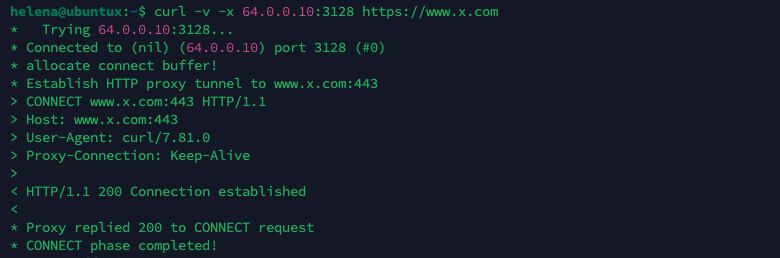 helena@ubuntux:~$ curl -v -x 64.0.0.10:3128 https://www.x.com
*   Trying 64.0.0.10:3128...
* Connected to (nil) (64.0.0.10) port 3128 (#0)
* allocate connect buffer!
* Establish HTTP proxy tunnel to www.x.com:443
> CONNECT www.x.com:443 HTTP/1.1
> Host: www.x.com:443
> User-Agent: curl/7.81.0
> Proxy-Connection: Keep-Alive
>
< HTTP/1.1 200 Connection established
<
* Proxy replied 200 to CONNECT request
* CONNECT phase completed!